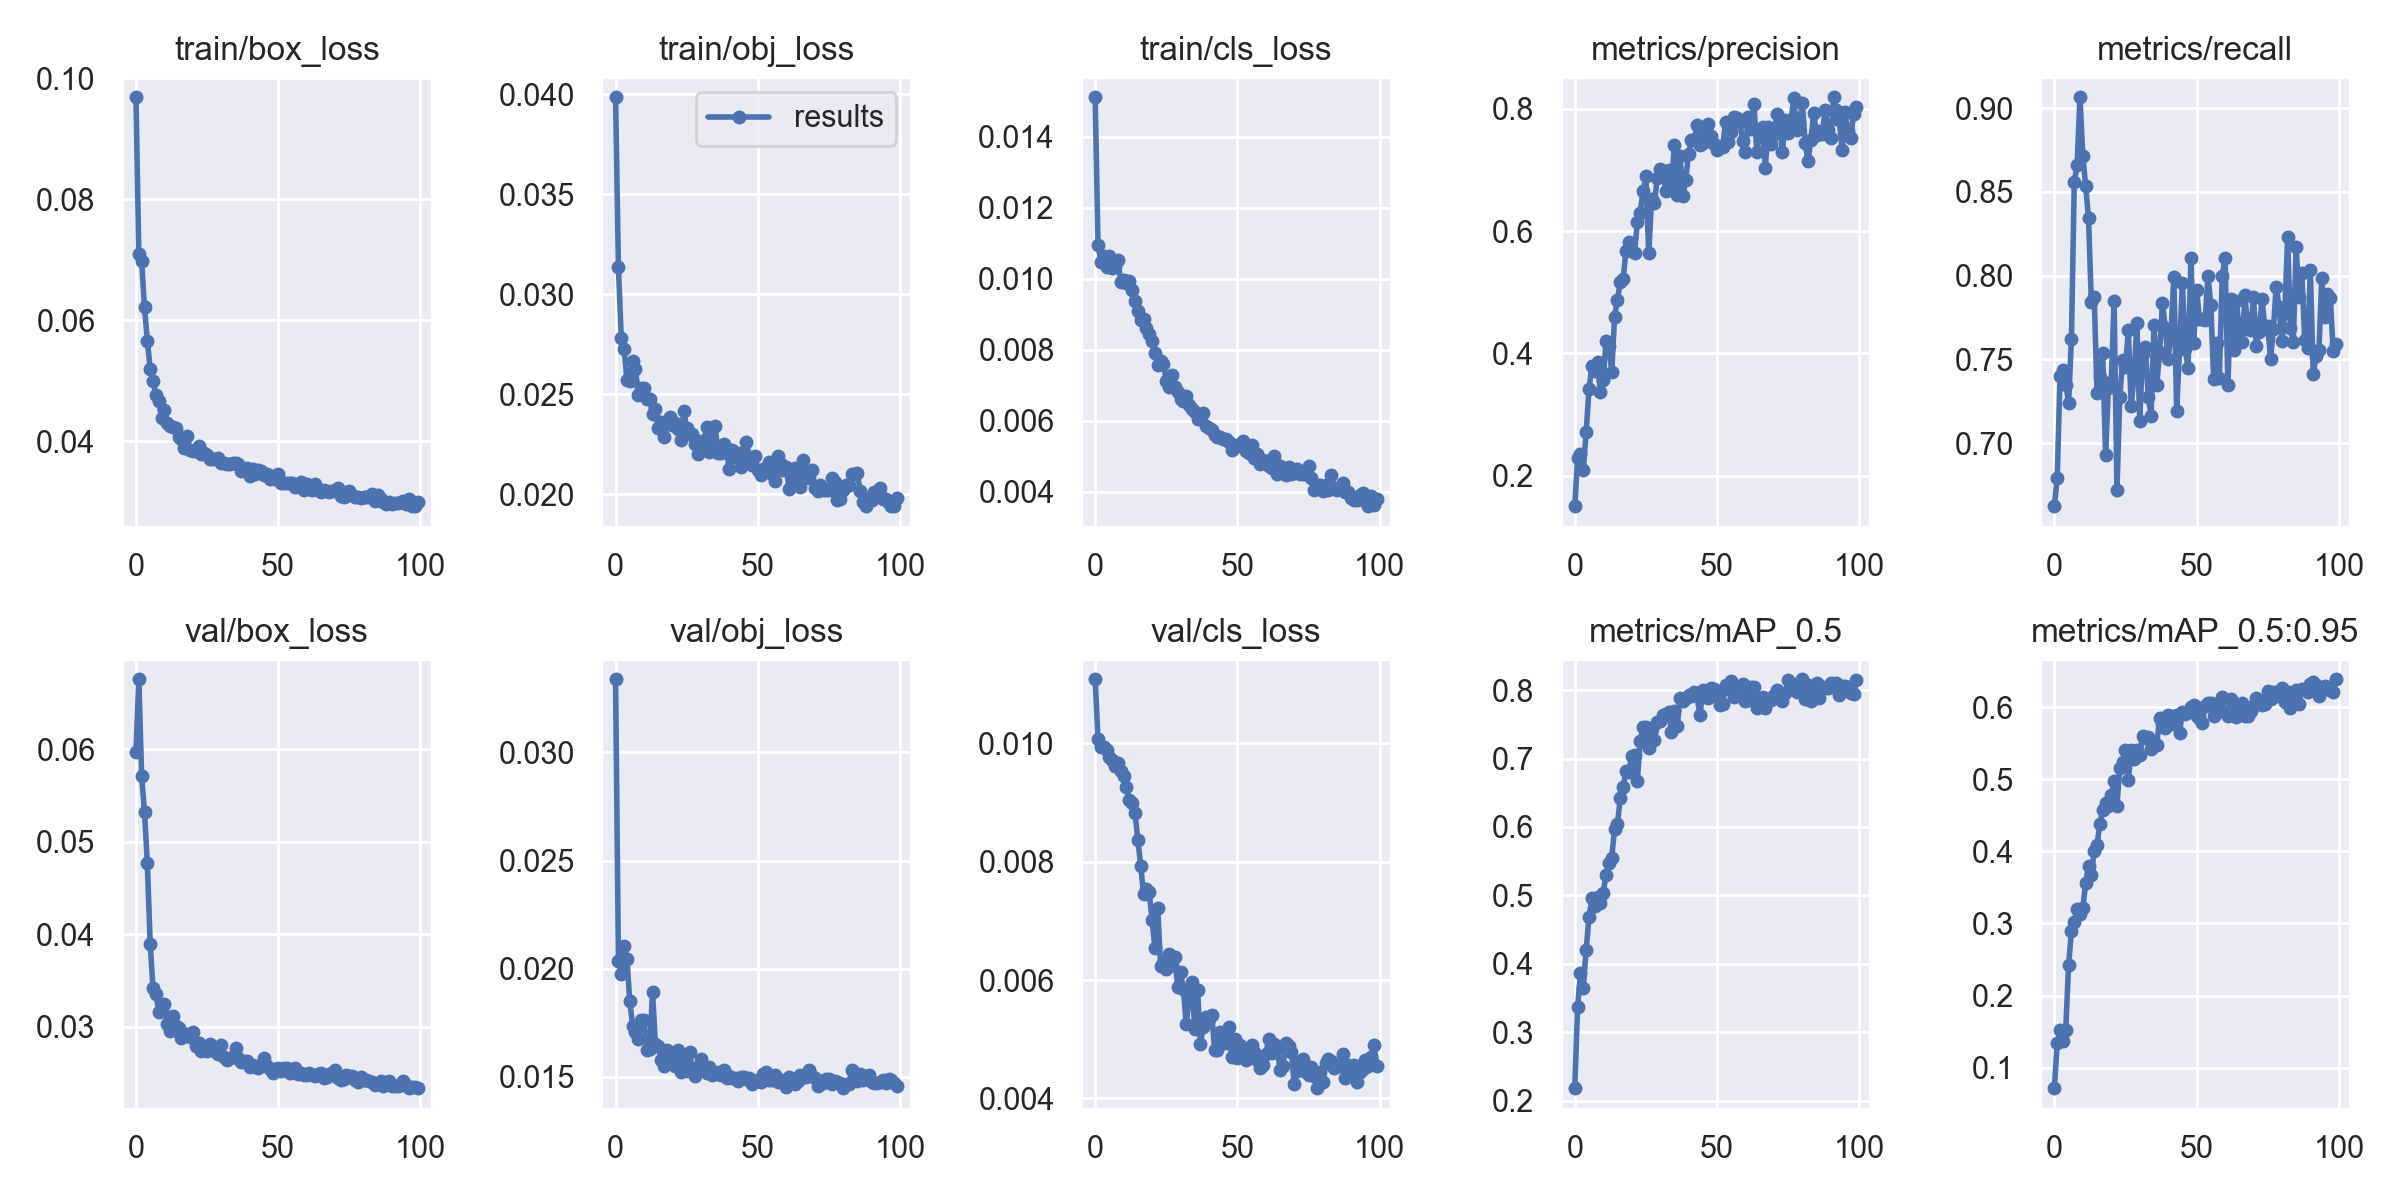 train/box_loss
0.10
0.08
0.06
0.04
0 50 100
train/obj_loss
results
0.040
0.035
0.030
0.025
0.020
0 50 100
train/cls_loss
0.014
0.012
0.010
0.008
0.006
0.004
0 50 100
metrics/precision
0.8
0.6
0.4
0.2
0 50 100
metrics/recall
0.90
0.85
0.80
0.75
0.70
0 50 100
val/box_loss
0.06
0.05
0.04
0.03
0 50 100
val/obj_loss
0.030
0.025
0.020
0.015
0 50 100
val/cls_loss
0.010
0.008
0.006
0.004
0 50 100
metrics/mAP_0.5
0.8
0.7
0.6
0.5
0.4
0.3
0.2
0 50 100
metrics/mAP_0.5:0.95
0.6
0.5
0.4
0.3
0.2
0.1
0 50 100